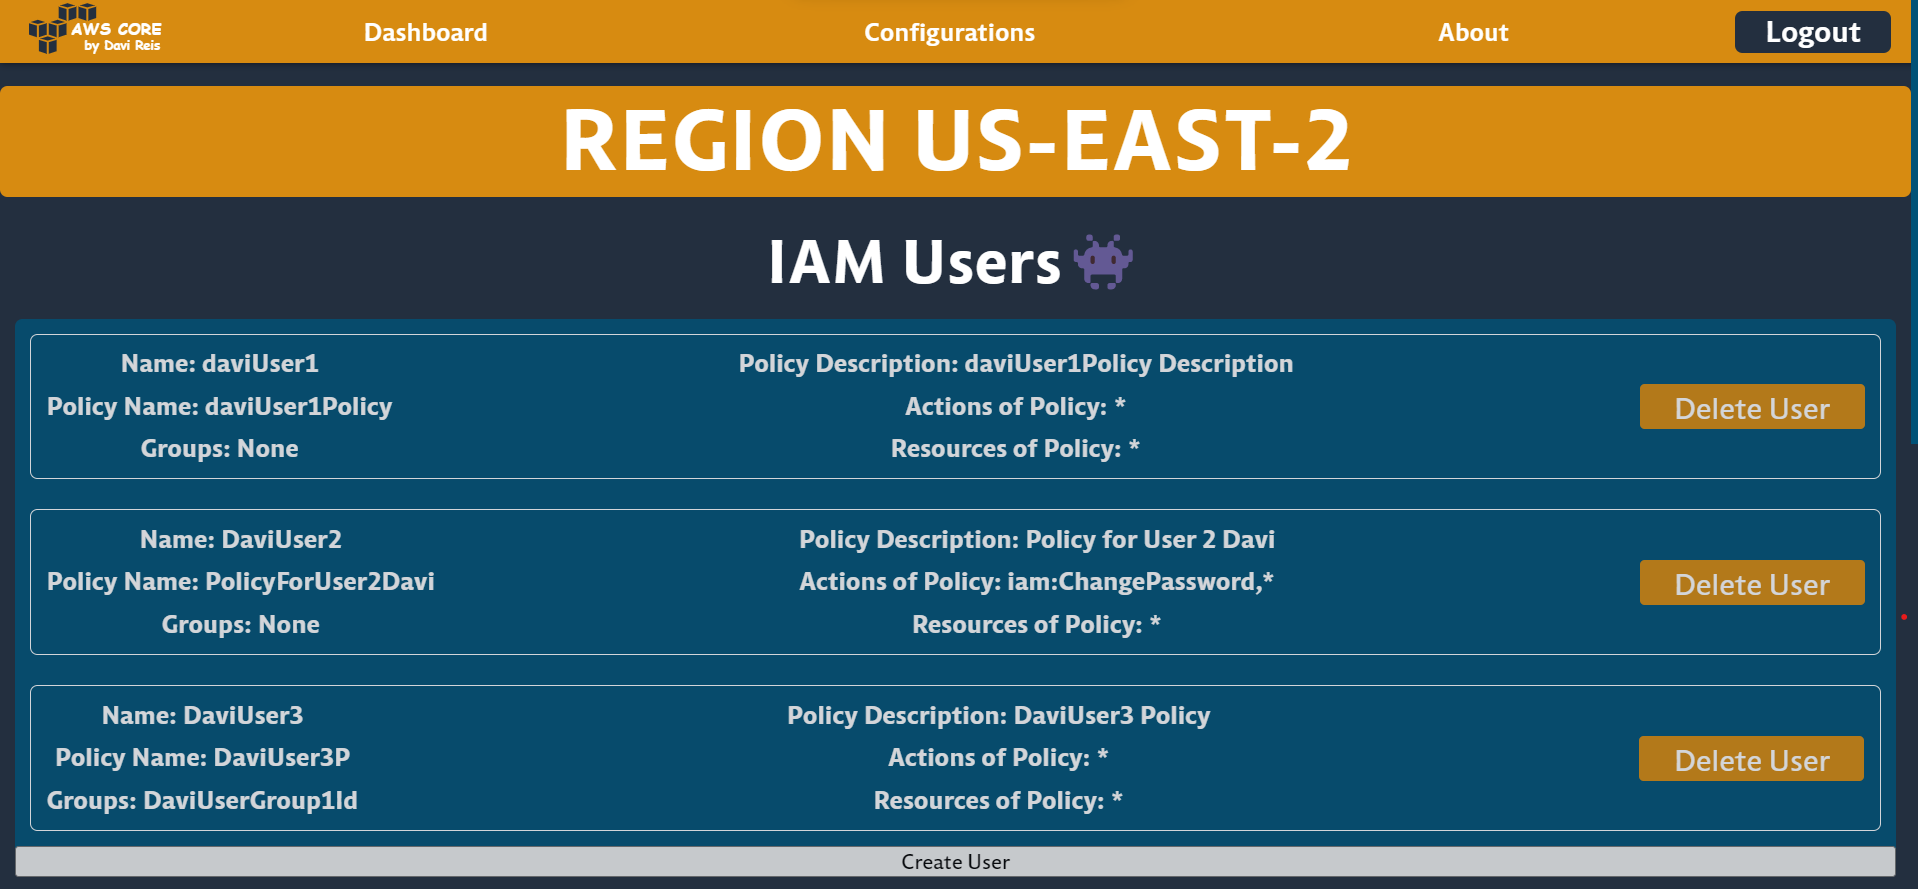 AWS CORE
by Davi Reis
Dashboard
Configurations
About
Logout
REGION US-EAST-2
IAM Users
Name: daviUser1
Policy Name: daviUser1Policy
Groups: None
Policy Description: daviUser1Policy Description
Actions of Policy: *
Resources of Policy: *
Delete User
Name: DaviUser2
Policy Name: PolicyForUser2Davi
Groups: None
Policy Description: Policy for User 2 Davi
Actions of Policy: iam:ChangePassword,*
Resources of Policy: *
Delete User
Name: DaviUser3
Policy Name: DaviUser3P
Groups: DaviUserGroup1Id
Policy Description: DaviUser3 Policy
Actions of Policy: *
Resources of Policy: *
Delete User
Create User